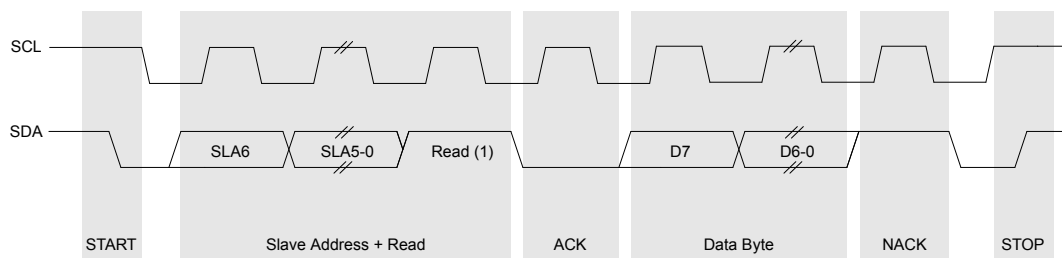 SCL
SDA
SLA6 SLA5-0 Read (1) D7 D6-0
START Slave Address + Read ACK Data Byte NACK STOP